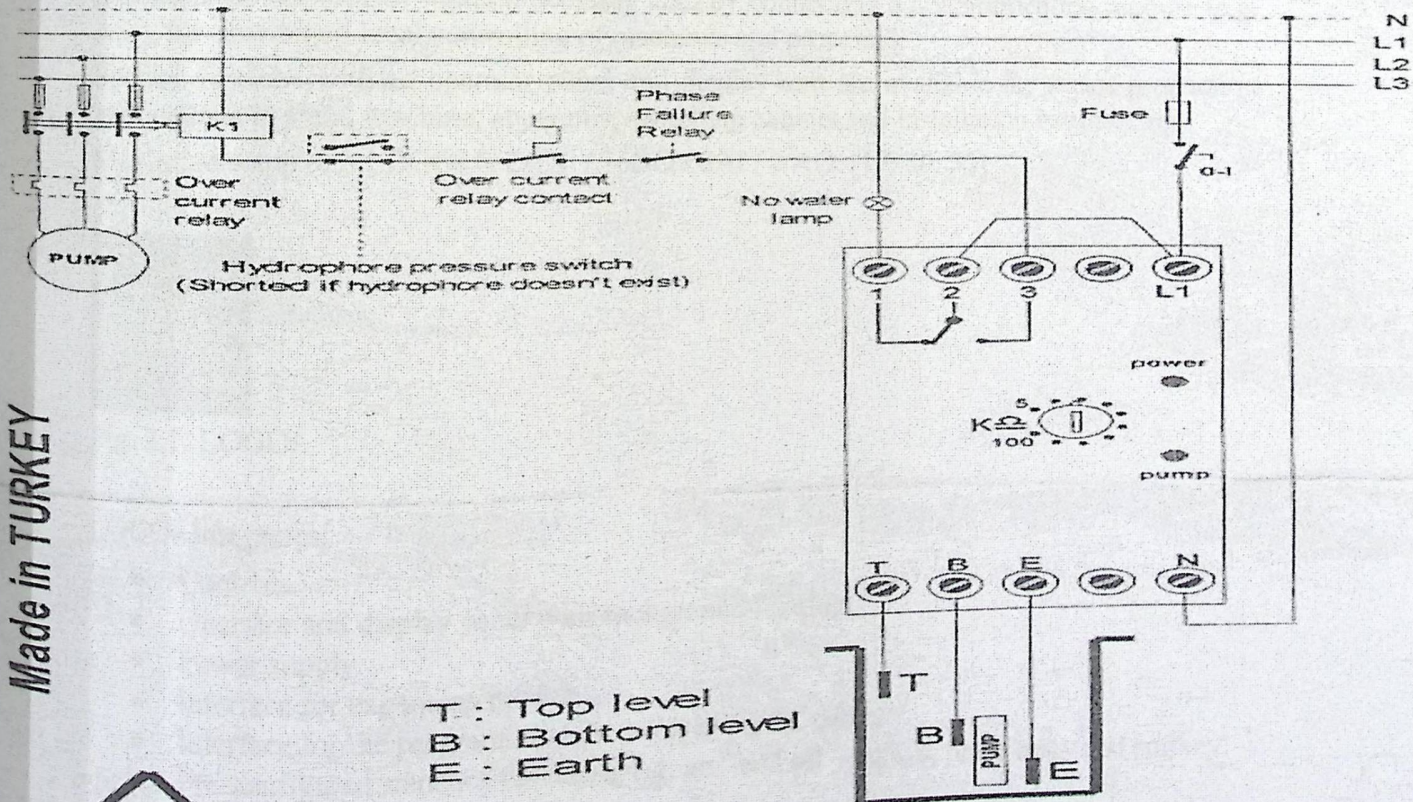 N
L1
L2
L3
K1
Phase
Failure
Relay
Fuse
0-1
Over
current
relay
Over current
relay contact
No water
lamp
PUMP
Hydrophore pressure switch
(Shorted if hydrophore doesn't exist)
1 2 3 L1
power
5
KΩ
100
pump
Made in TURKEY
T B E N
T
B
PUMP
E
T : Top level
B : Bottom level
E : Earth